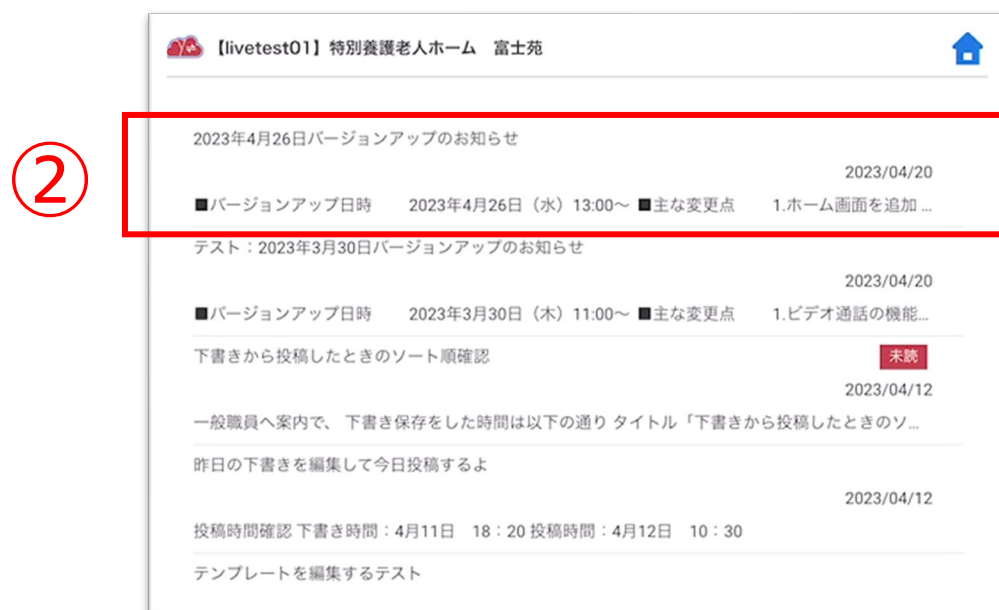 【livetest01】特別養護老人ホーム　富士苑
②
2023年4月26日バージョンアップのお知らせ
2023/04/20
■バージョンアップ日時　　2023年4月26日（水）13:00～ ■主な変更点　　1.ホーム画面を追加 ...
テスト：2023年3月30日バージョンアップのお知らせ
2023/04/20
■バージョンアップ日時　　2023年3月30日（木）11:00～ ■主な変更点　　1.ビデオ通話の機能...
下書きから投稿したときのソート順確認
未読
2023/04/12
一般職員へ案内で、 下書き保存をした時間は以下の通り タイトル「下書きから投稿したときのソ...
昨日の下書きを編集して今日投稿するよ
2023/04/12
投稿時間確認 下書き時間：4月11日　18：20 投稿時間：4月12日　10：30
テンプレートを編集するテスト